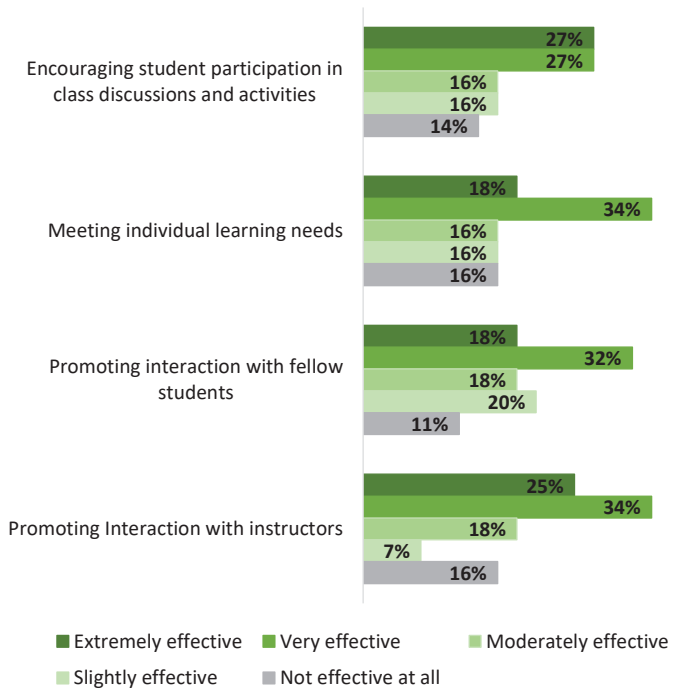 27%
Encouraging student participation in
27%
class discussions and activities
16%
16%
14%
18%
34%
Meeting individual learning needs
16%
16%
16%
18%
Promoting interaction with fellow
32%
students
18%
20%
11%
25%
34%
Promoting Interaction with instructors
18%
7%
16%
Extremely effective Very effective Moderately effective
Slightly effective Not effective at all